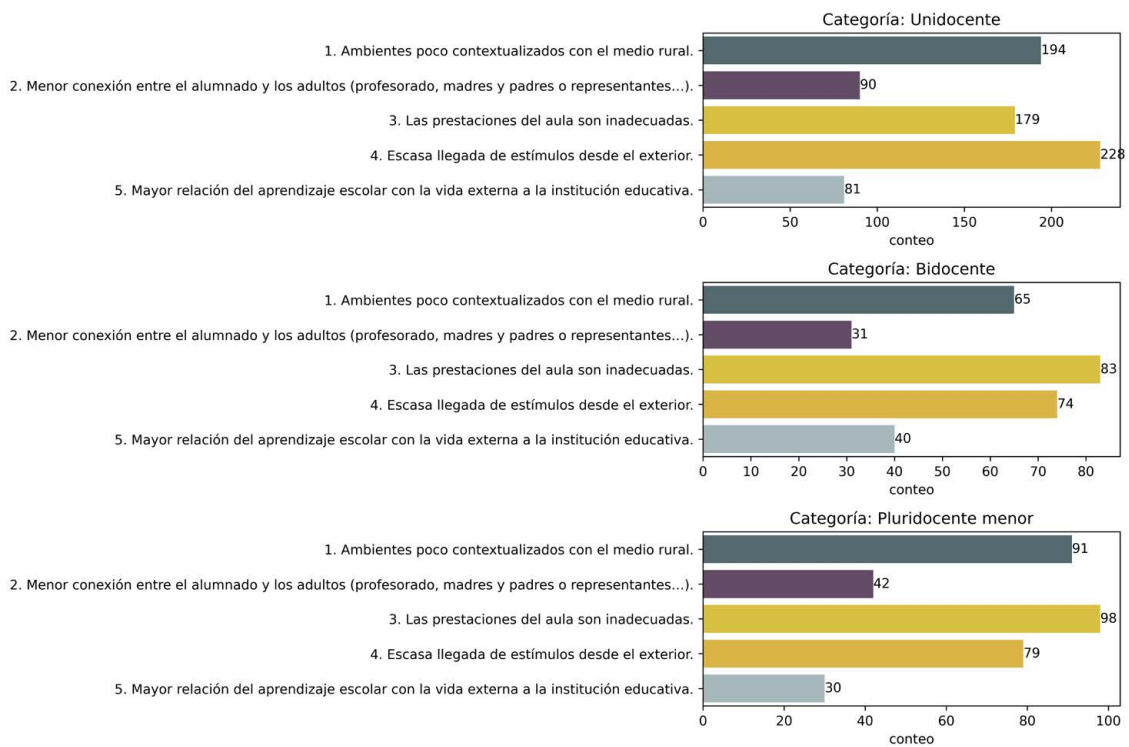 Categoría: Unidocente
1. Ambientes poco contextualizados con el medio rural.
194
2. Menor conexión entre el alumnado y los adultos (profesorado, madres y padres o representantes...).
90
3. Las prestaciones del aula son inadecuadas.
179
4. Escasa llegada de estímulos desde el exterior.
228
5. Mayor relación del aprendizaje escolar con la vida externa a la institución educativa.
81
0 50 100 150 200
conteo
Categoría: Bidocente
1. Ambientes poco contextualizados con el medio rural.
65
2. Menor conexión entre el alumnado y los adultos (profesorado, madres y padres o representantes...).
31
3. Las prestaciones del aula son inadecuadas.
83
4. Escasa llegada de estímulos desde el exterior.
74
5. Mayor relación del aprendizaje escolar con la vida externa a la institución educativa.
40
0 10 20 30 40 50 60 70 80
conteo
Categoría: Pluridocente menor
1. Ambientes poco contextualizados con el medio rural.
91
2. Menor conexión entre el alumnado y los adultos (profesorado, madres y padres o representantes...).
42
3. Las prestaciones del aula son inadecuadas.
98
4. Escasa llegada de estímulos desde el exterior.
79
5. Mayor relación del aprendizaje escolar con la vida externa a la institución educativa.
30
0 20 40 60 80 100
conteo